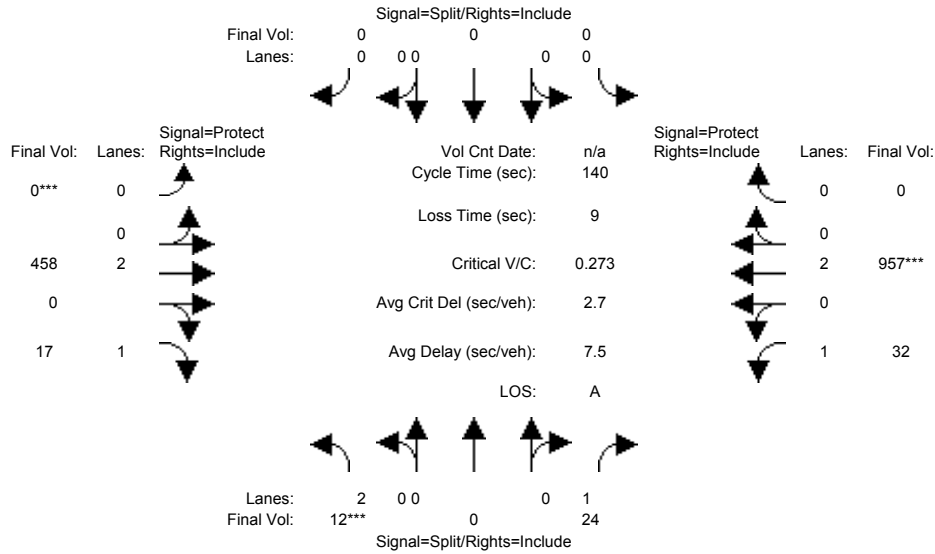 Signal=Split/Rights=Include
Final Vol: 0 0 0
Lanes: 0 0 0 0 0
Signal=Protect
Final Vol: Lanes: Rights=Include
Vol Cnt Date: n/a
Signal=Protect
Rights=Include Lanes: Final Vol:
Cycle Time (sec): 140
0*** 0
0 0
Loss Time (sec): 9
0
0
458 2
Critical V/C: 0.273
2 957***
0
Avg Crit Del (sec/veh): 2.7
0
17 1
Avg Delay (sec/veh): 7.5
1 32
LOS: A
Lanes: 2 0 0 0 1
Final Vol: 12*** 0 24
Signal=Split/Rights=Include